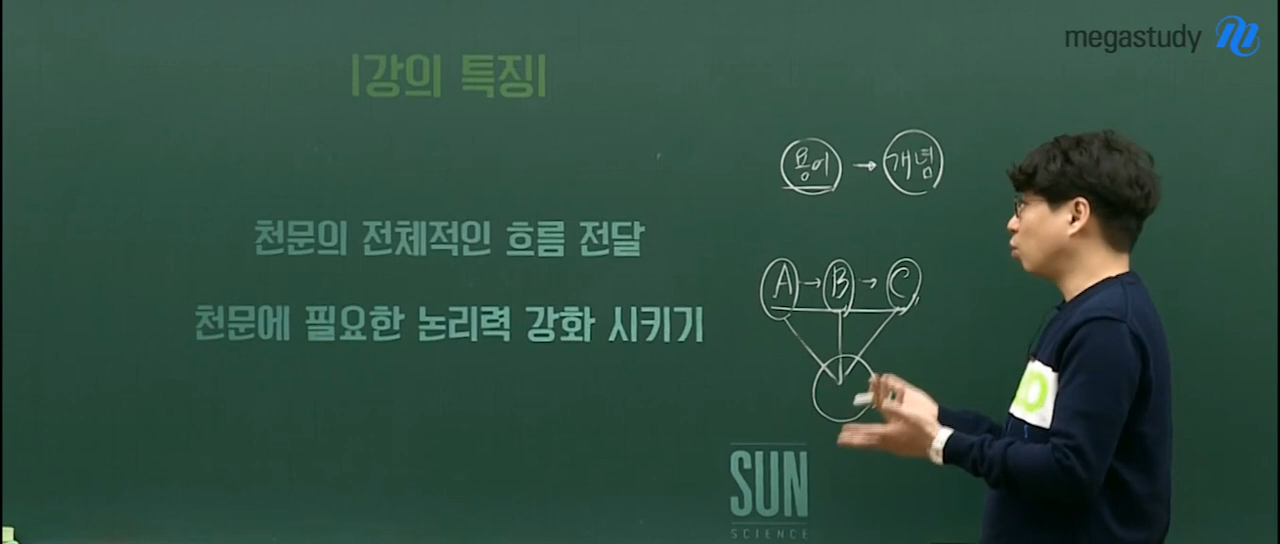 megastudy
|강의 특징|
용어 → 개념
천문의 전체적인 흐름 전달
A → B → C
천문에 필요한 논리력 강화 시키기
SUN
SCIENCE